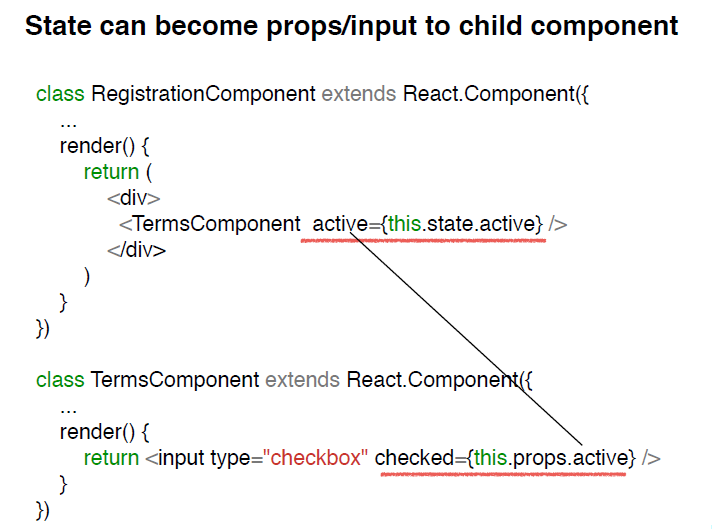 State can become props/input to child component
class RegistrationComponent extends React.Component({
...
render() {
return (
<div>
<TermsComponent active={this.state.active} />
</div>
)
}
})
class TermsComponent extends React.Component({
...
render() {
return <input type="checkbox" checked={this.props.active} />
}
})